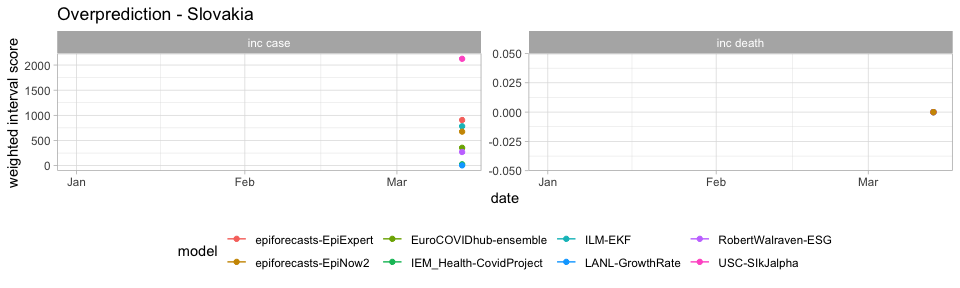 Overprediction - Slovakia
inc case
inc death
weighted interval score
2000
1500
1000
500
0
0.050
0.025
0.000
-0.025
-0.050
Jan
Feb
Mar
Jan
Feb
Mar
date
model
epiforecasts-EpiExpert
EuroCOVIDhub-ensemble
ILM-EKF
RobertWalraven-ESG
epiforecasts-EpiNow2
IEM_Health-CovidProject
LANL-GrowthRate
USC-SIkJalpha